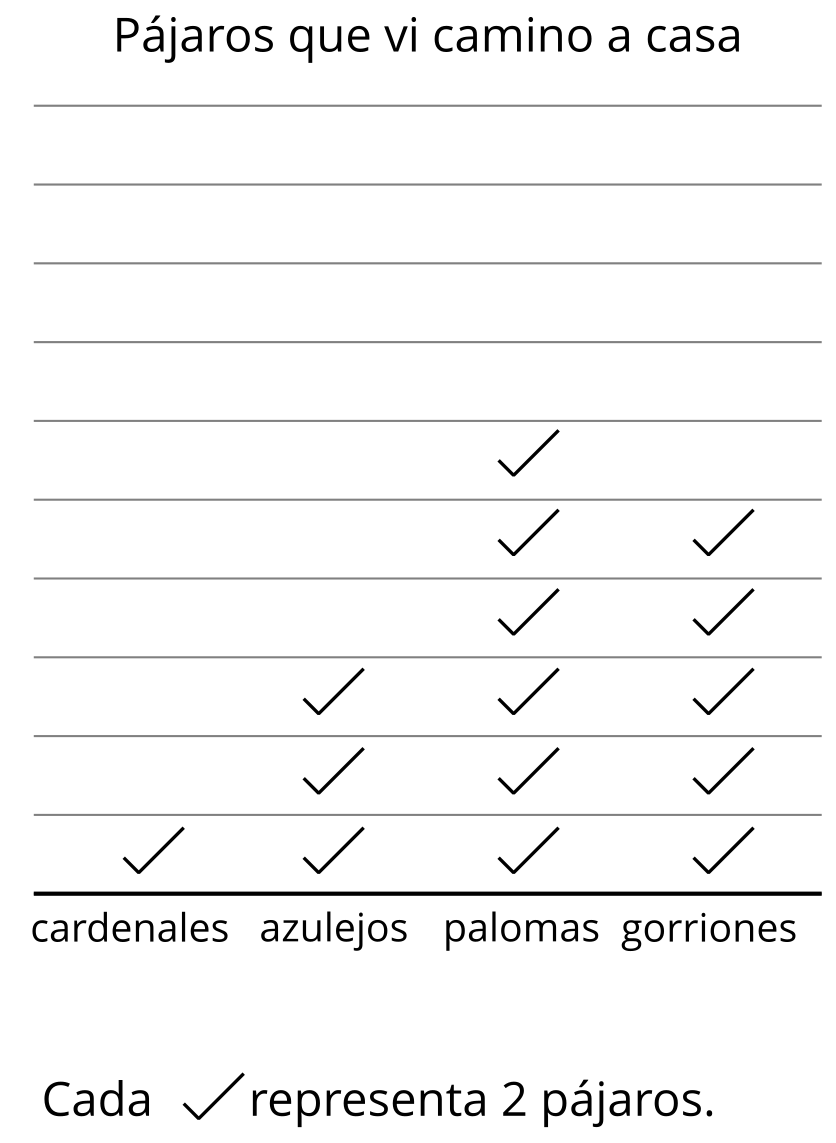 Pájaros que vi camino a casa
cardenales azulejos palomas gorriones
Cada ✓ representa 2 pájaros.